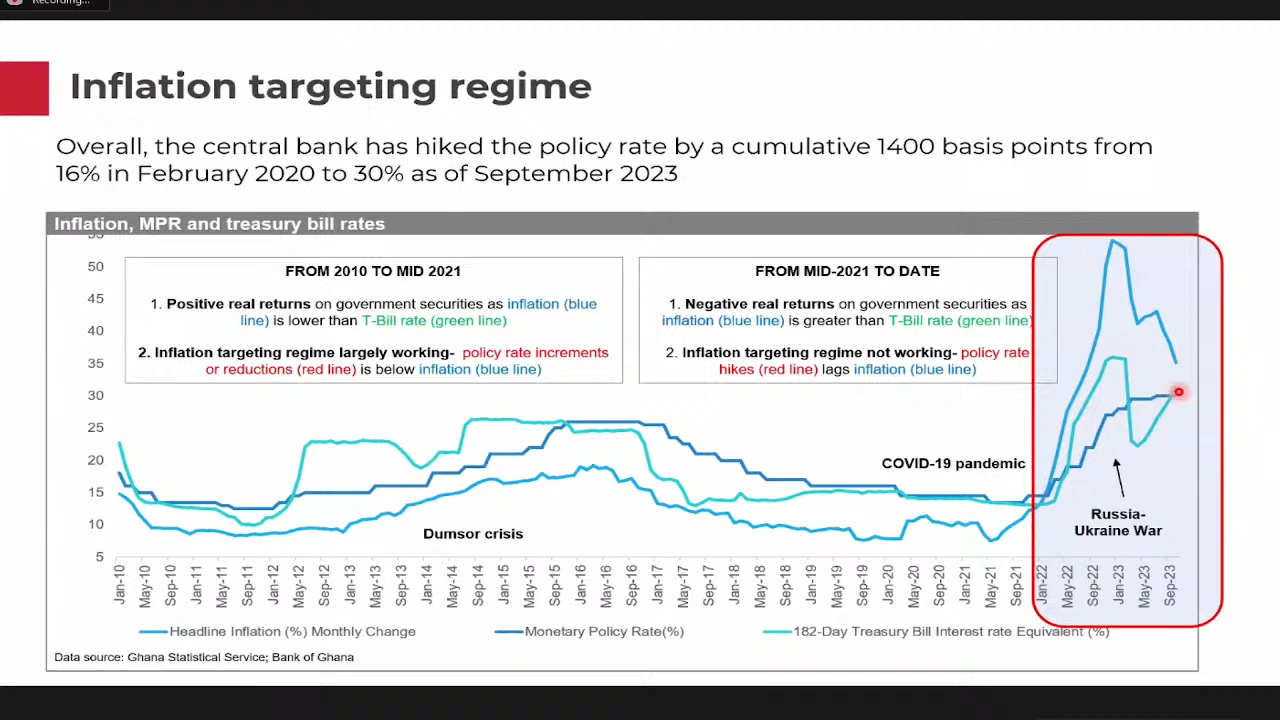 Recording...
Inflation targeting regime
Overall, the central bank has hiked the policy rate by a cumulative 1400 basis points from
16% in February 2020 to 30% as of September 2023
Inflation, MPR and treasury bill rates
55
50
45
40
35
30
25
20
15
10
5
FROM 2010 TO MID 2021
1. Positive real returns on government securities as inflation (blue
line) is lower than T-Bill rate (green line)
2. Inflation targeting regime largely working- policy rate increments
or reductions (red line) is below inflation (blue line)
FROM MID-2021 TO DATE
1. Negative real returns on government securities as
inflation (blue line) is greater than T-Bill rate (green line)
2. Inflation targeting regime not working- policy rate
hikes (red line) lags inflation (blue line)
COVID-19 pandemic
Dumsor crisis
Russia-
Ukraine War
Jan-10 May-10 Sep-10 Jan-11 May-11 Sep-11 Jan-12 May-12 Sep-12 Jan-13 May-13 Sep-13 Jan-14 May-14 Sep-14 Jan-15 May-15 Sep-15 Jan-16 May-16 Sep-16 Jan-17 May-17 Sep-17 Jan-18 May-18 Sep-18 Jan-19 May-19 Sep-19 Jan-20 May-20 Sep-20 Jan-21 May-21 Sep-21 Jan-22 May-22 Sep-22 Jan-23 May-23 Sep-23
Headline Inflation (%) Monthly Change Monetary Policy Rate(%) 182-Day Treasury Bill Interest rate Equivalent (%)
Data source: Ghana Statistical Service; Bank of Ghana